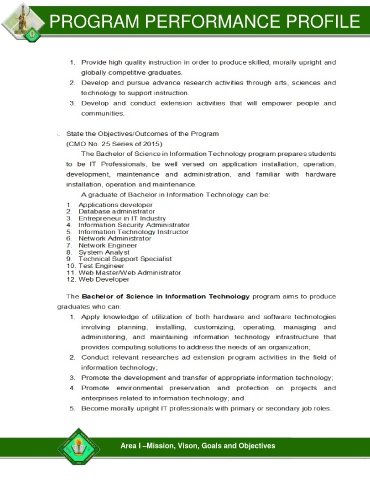 PROGRAM PERFORMANCE PROFILE
1. Provide high quality instruction in order to produce skilled, morally upright and
globally competitive graduates.
2. Develop and pursue advance research activities through arts, sciences and
technology to support instruction.
3. Develop and conduct extension activities that will empower people and
communities.
State the Objectives/Outcomes of the Program
(CMO No. 25 Series of 2015)
The Bachelor of Science in Information Technology program prepares students
to be IT Professionals, be well versed on application installation, operation,
development, maintenance and administration, and familiar with hardware
installation, operation and maintenance.
A graduate of Bachelor in Information Technology can be:
1. Applications developer
2. Database administrator
3. Entrepreneur in IT Industry
4. Information Security Administrator
5. Information Technology Instructor
6. Network Administrator
7. Network Engineer
8. System Analyst
9. Technical Support Specialist
10. Test Engineer
11. Web Master/Web Administrator
12. Web Developer
The Bachelor of Science in Information Technology program aims to produce
graduates who can:
1. Apply knowledge of utilization of both hardware and software technologies
involving planning, installing, customizing, operating, managing and
administering, and maintaining information technology infrastructure that
provides computing solutions to address the needs of an organization;
2. Conduct relevant researches ad extension program activities in the field of
information technology;
3. Promote the development and transfer of appropriate information technology;
4. Promote environmental preservation and protection on projects and
enterprises related to information technology; and
5. Become morally upright IT professionals with primary or secondary job roles.
Area I –Mission, Vison, Goals and Objectives